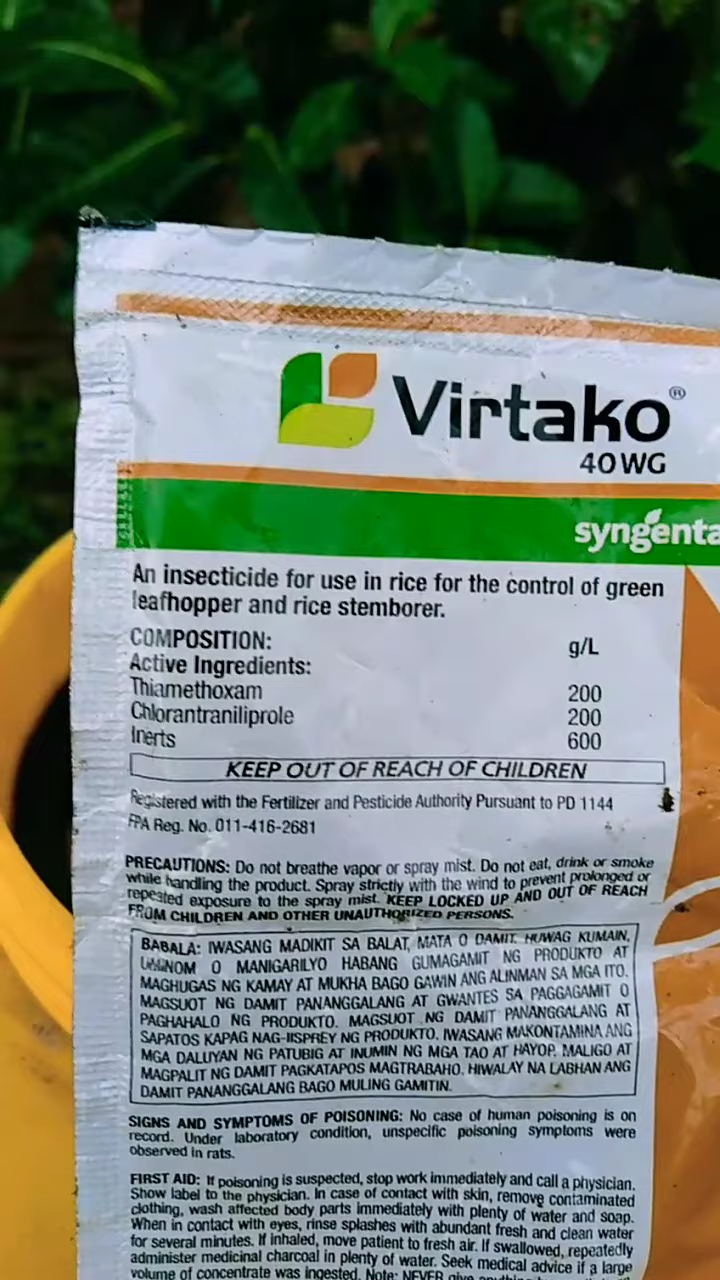 Virtako®
40 WG
syngenta
An insecticide for use in rice for the control of green
leafhopper and rice stemborer.
COMPOSITION: g/L
Active Ingredients:
Thiamethoxam 200
Chlorantraniliprole 200
Inerts 600
KEEP OUT OF REACH OF CHILDREN
Registered with the Fertilizer and Pesticide Authority Pursuant to PD 1144
FPA Reg. No. 011-416-2681
PRECAUTIONS: Do not breathe vapor or spray mist. Do not eat, drink or smoke
while handling the product. Spray strictly with the wind to prevent prolonged or
repeated exposure to the spray mist. KEEP LOCKED UP AND OUT OF REACH
FROM CHILDREN AND OTHER UNAUTHORIZED PERSONS.
BABALA: IWASANG MADIKIT SA BALAT, MATA O DAMIT. HUWAG KUMAIN,
UMINOM O MANIGARILYO HABANG GUMAGAMIT NG PRODUKTO AT
MAGHUGAS NG KAMAY AT MUKHA BAGO GAWIN ANG ALINMAN SA MGA ITO.
MAGSUOT NG DAMIT PANANGGALANG AT GWANTES SA PAGGAGAMIT O
PAGHAHALO NG PRODUKTO. MAGSUOT NG DAMIT PANANGGALANG AT
SAPATOS KAPAG NAG-IISPREY NG PRODUKTO. IWASANG MAKONTAMINA ANG
MGA DALUYAN NG PATUBIG AT INUMIN NG MGA TAO AT HAYOP. MALIGO AT
MAGPALIT NG DAMIT PAGKATAPOS MAGTRABAHO. HIWALAY NA LABHAN ANG
DAMIT PANANGGALANG BAGO MULING GAMITIN.
SIGNS AND SYMPTOMS OF POISONING: No case of human poisoning is on
record. Under laboratory condition, unspecific poisoning symptoms were
observed in rats.
FIRST AID: If poisoning is suspected, stop work immediately and call a physician.
Show label to the physician. In case of contact with skin, remove contaminated
clothing, wash affected body parts immediately with plenty of water and soap.
When in contact with eyes, rinse splashes with abundant fresh and clean water
for several minutes. If inhaled, move patient to fresh air. If swallowed, repeatedly
administer medicinal charcoal in plenty of water. Seek medical advice if a large
volume of concentrate was ingested. Note: NEVER give